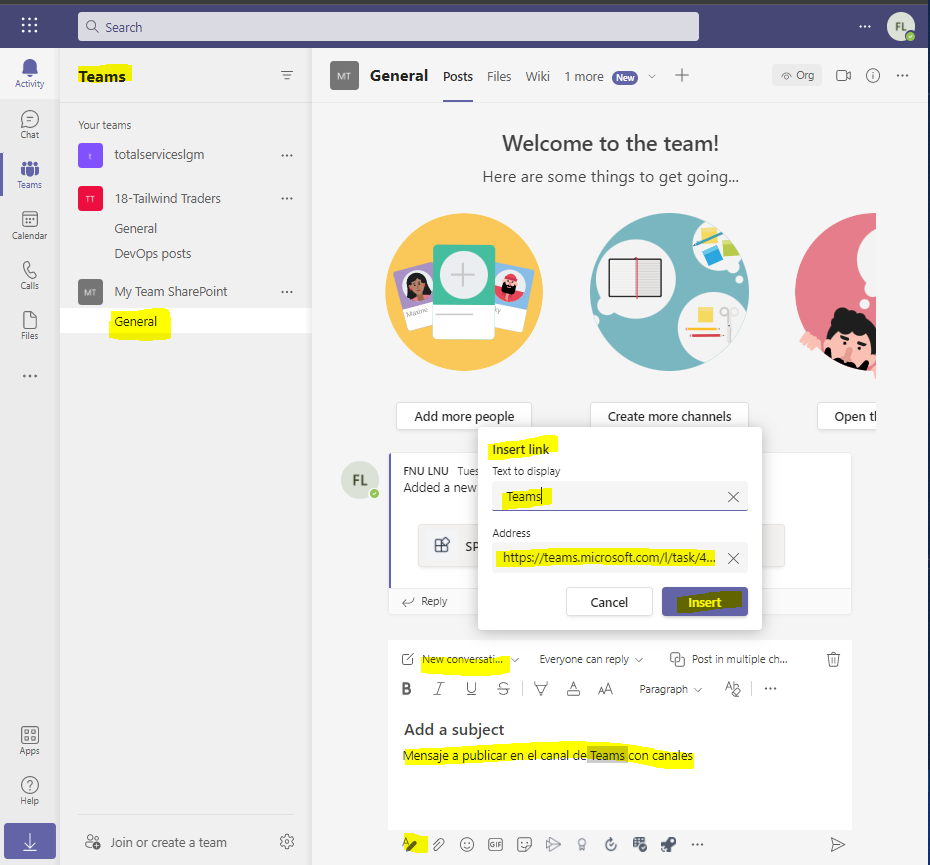 Search
FL
Activity
Chat
Teams
Calendar
Calls
Files
Apps
Help
Teams
Your teams
t
totalserviceslgm
TT
18-Tailwind Traders
General
DevOps posts
MT
My Team SharePoint
General
Join or create a team
MT
General
Posts
Files
Wiki
1 more
New
Org
Welcome to the team!
Here are some things to get going...
Maxine
Add more people
Create more channels
Open th
FL
FNU LNU Tues
Added a new
SP
Reply
Insert link
Text to display
Teams
Address
https://teams.microsoft.com/l/task/4...
Cancel
Insert
New conversati...
Everyone can reply
Post in multiple ch...
B I U S A AA Paragraph Ab
Add a subject
Mensaje a publicar en el canal de Teams con canales
GIF